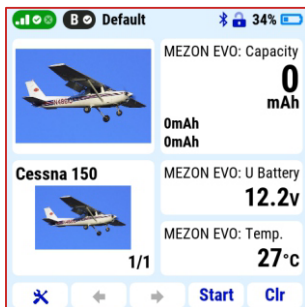 B Default 34%
MEZON EVO: Capacity
0
mAh
0mAh
0mAh
Cessna 150
1/1
MEZON EVO: U Battery
12.2v
MEZON EVO: Temp.
27°C
Start Clr